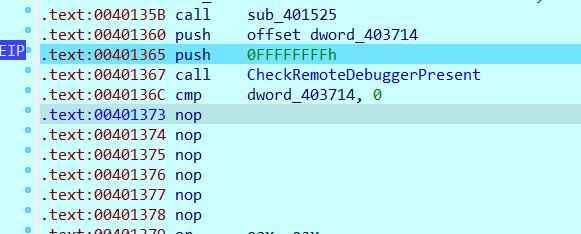 .text:0040135B call sub_401525
.text:00401360 push offset dword_403714
EIP .text:00401365 push 0FFFFFFFFh
.text:00401367 call CheckRemoteDebuggerPresent
.text:0040136C cmp dword_403714, 0
.text:00401373 nop
.text:00401374 nop
.text:00401375 nop
.text:00401376 nop
.text:00401377 nop
.text:00401378 nop